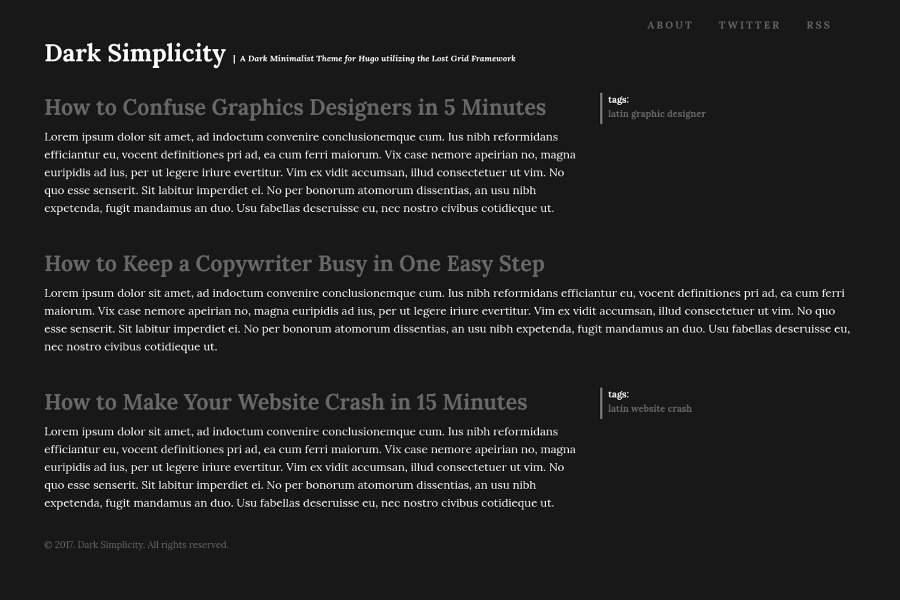 ABOUT TWITTER RSS
Dark Simplicity | A Dark Minimalist Theme for Hugo utilizing the Lost Grid Framework
How to Confuse Graphics Designers in 5 Minutes
Lorem ipsum dolor sit amet, ad indoctum convenire conclusionemque cum. Ius nibh reformidans
efficiantur eu, vocent definitiones pri ad, ea cum ferri maiorum. Vix case nemore apeirian no, magna
euripidis ad ius, per ut legere iriure evertitur. Vim ex vidit accumsan, illud consectetuer ut vim. No
quo esse senserit. Sit labitur imperdiet ei. No per bonorum atomorum dissentias, an usu nibh
expetenda, fugit mandamus an duo. Usu fabellas deseruisse eu, nec nostro civibus cotidieque ut.
tags:
latin graphic designer
How to Keep a Copywriter Busy in One Easy Step
Lorem ipsum dolor sit amet, ad indoctum convenire conclusionemque cum. Ius nibh reformidans efficiantur eu, vocent definitiones pri ad, ea cum ferri
maiorum. Vix case nemore apeirian no, magna euripidis ad ius, per ut legere iriure evertitur. Vim ex vidit accumsan, illud consectetuer ut vim. No quo
esse senserit. Sit labitur imperdiet ei. No per bonorum atomorum dissentias, an usu nibh expetenda, fugit mandamus an duo. Usu fabellas deseruisse eu,
nec nostro civibus cotidieque ut.
How to Make Your Website Crash in 15 Minutes
Lorem ipsum dolor sit amet, ad indoctum convenire conclusionemque cum. Ius nibh reformidans
efficiantur eu, vocent definitiones pri ad, ea cum ferri maiorum. Vix case nemore apeirian no, magna
euripidis ad ius, per ut legere iriure evertitur. Vim ex vidit accumsan, illud consectetuer ut vim. No
quo esse senserit. Sit labitur imperdiet ei. No per bonorum atomorum dissentias, an usu nibh
expetenda, fugit mandamus an duo. Usu fabellas deseruisse eu, nec nostro civibus cotidieque ut.
tags:
latin website crash
© 2017. Dark Simplicity. All rights reserved.